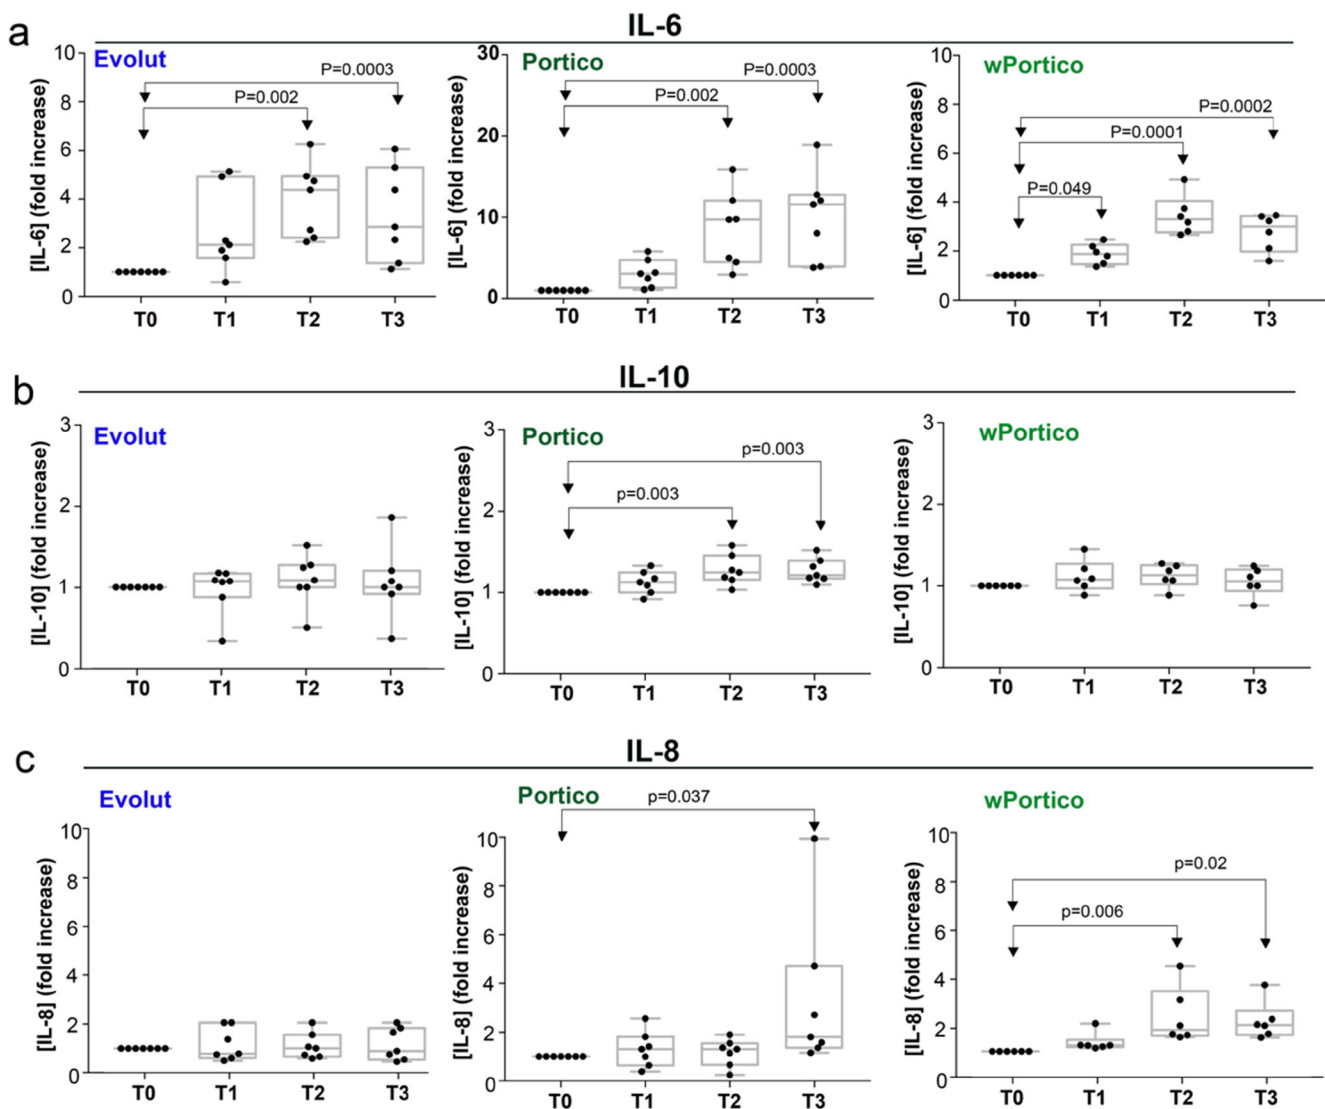 a
IL-6
Evolut
Portico
wPortico
[IL-6] (fold increase)
10
8
6
4
2
0
P=0.0003
P=0.002
T0 T1 T2 T3
[IL-6] (fold increase)
30
20
10
0
P=0.0003
P=0.002
T0 T1 T2 T3
[IL-6] (fold increase)
10
8
6
4
2
0
P=0.0002
P=0.0001
P=0.049
T0 T1 T2 T3
b
IL-10
Evolut
Portico
wPortico
[IL-10] (fold increase)
3
2
1
0
T0 T1 T2 T3
[IL-10] (fold increase)
3
2
1
0
p=0.003
p=0.003
T0 T1 T2 T3
[IL-10] (fold increase)
3
2
1
0
T0 T1 T2 T3
c
IL-8
Evolut
Portico
wPortico
[IL-8] (fold increase)
10
8
6
4
2
0
T0 T1 T2 T3
[IL-8] (fold increase)
10
8
6
4
2
0
p=0.037
T0 T1 T2 T3
[IL-8] (fold increase)
10
8
6
4
2
0
p=0.02
p=0.006
T0 T1 T2 T3